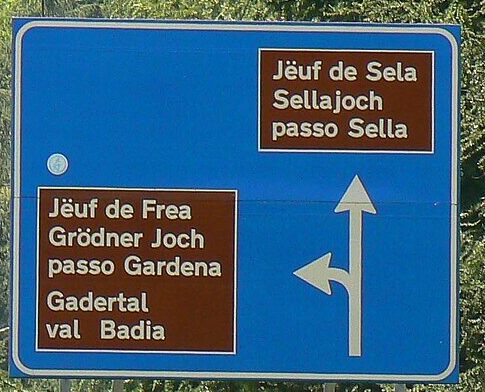 Jëuf de Sela
Sellajoch
passo Sella
Jëuf de Frea
Grödner Joch
passo Gardena
Gadertal
val Badia